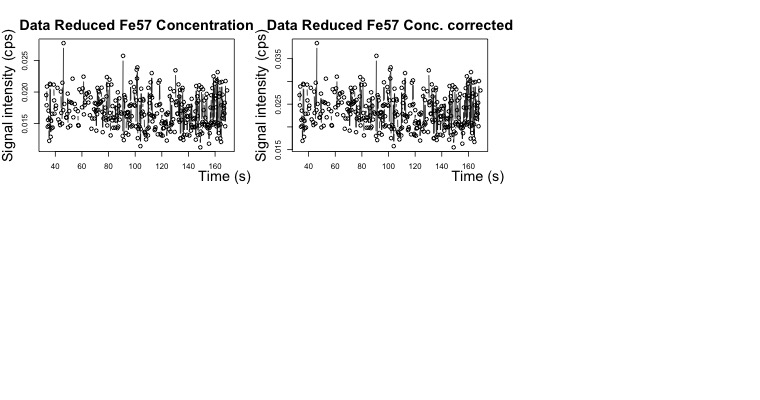 Data Reduced Fe57 Concentration
Signal intensity (cps)
0.025
0.020
0.015
40 60 80 100 120 140 160
Time (s)
Data Reduced Fe57 Conc. corrected
Signal intensity (cps)
0.035
0.025
0.015
40 60 80 100 120 140 160
Time (s)